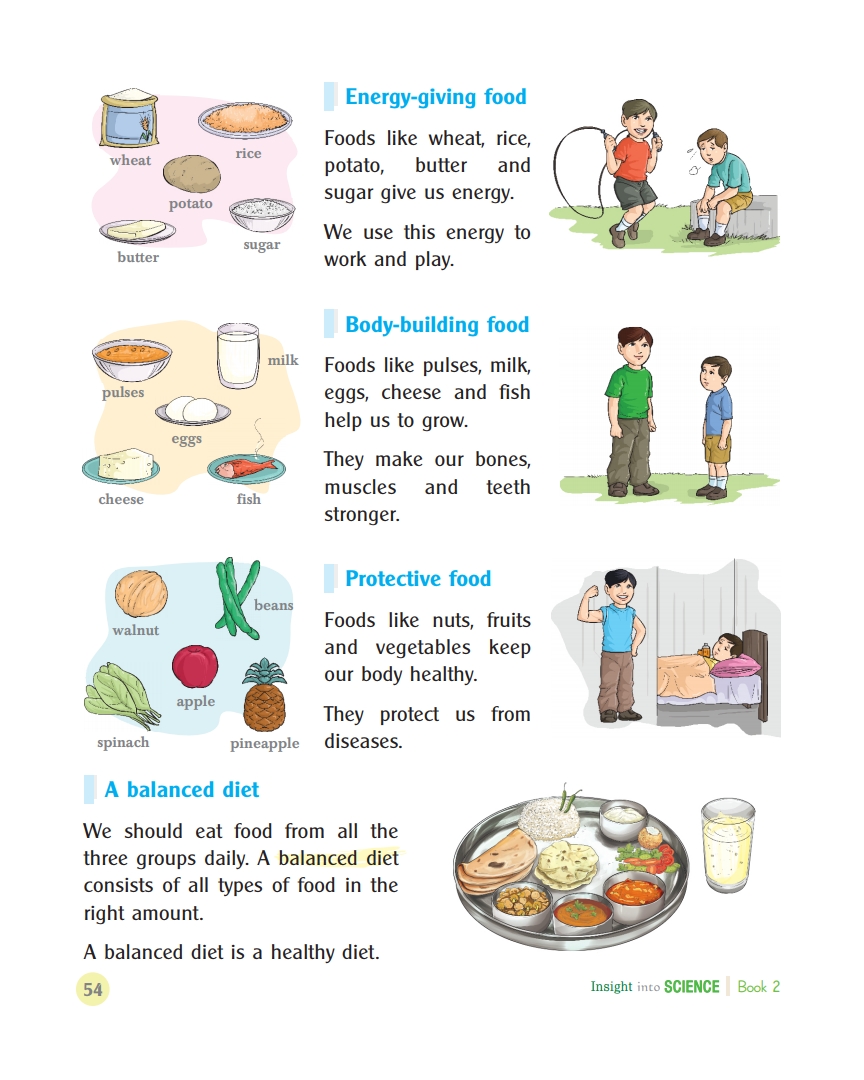 wheat
rice
potato
sugar
butter
Energy-giving food
Foods like wheat, rice,
potato, butter and
sugar give us energy.
We use this energy to
work and play.
pulses
milk
eggs
cheese
fish
Body-building food
Foods like pulses, milk,
eggs, cheese and fish
help us to grow.
They make our bones,
muscles and teeth
stronger.
walnut
beans
apple
spinach
pineapple
Protective food
Foods like nuts, fruits
and vegetables keep
our body healthy.
They protect us from
diseases.
A balanced diet
We should eat food from all the
three groups daily. A balanced diet
consists of all types of food in the
right amount.
A balanced diet is a healthy diet.
54
Insight into SCIENCE Book 2